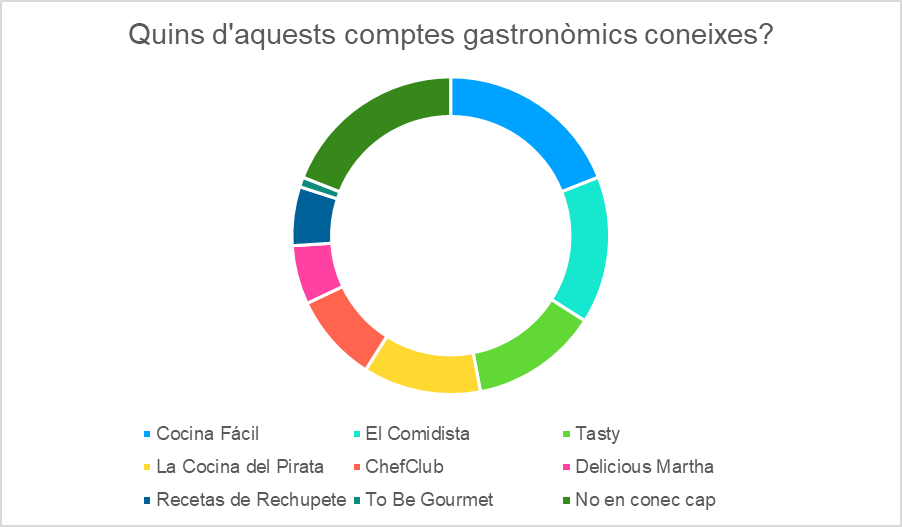 Quins d'aquests comptes gastronòmics coneixes?
Cocina Fácil El Comidista Tasty
La Cocina del Pirata ChefClub Delicious Martha
Recetas de Rechupete To Be Gourmet No en conec cap